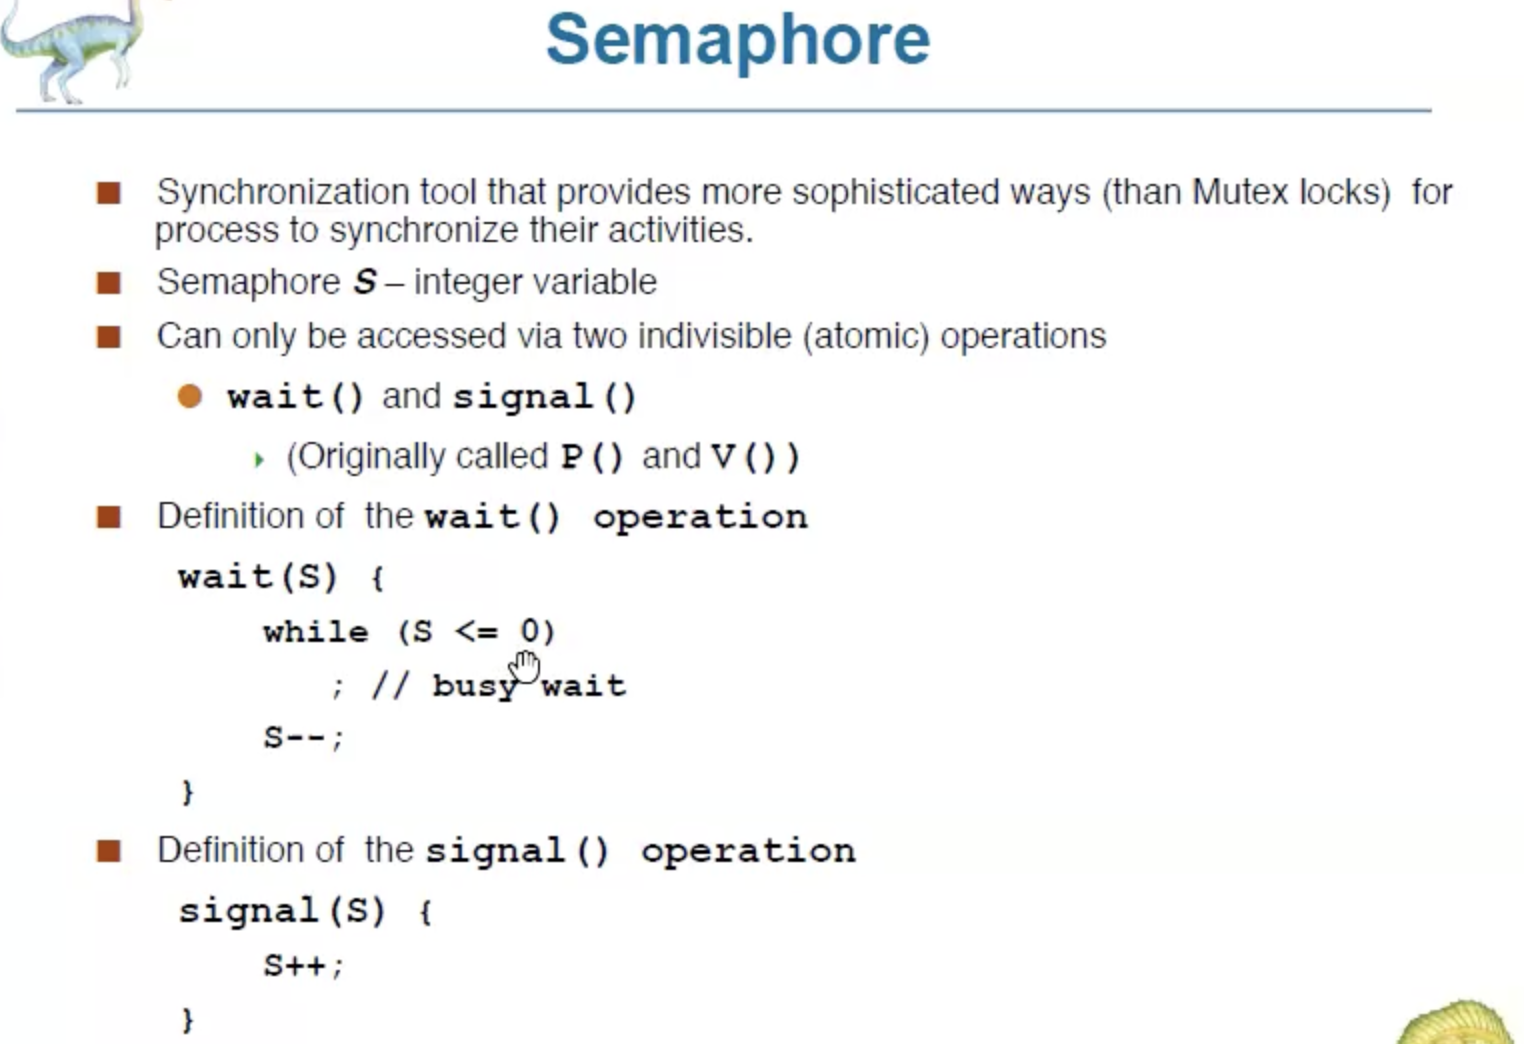 Semaphore
Synchronization tool that provides more sophisticated ways (than Mutex locks) for
process to synchronize their activities.
Semaphore S – integer variable
Can only be accessed via two indivisible (atomic) operations
wait() and signal()
(Originally called P() and V())
Definition of the wait() operation
wait(S) {
while (S <= 0)
; // busy wait
S--;
}
Definition of the signal() operation
signal(S) {
S++;
}